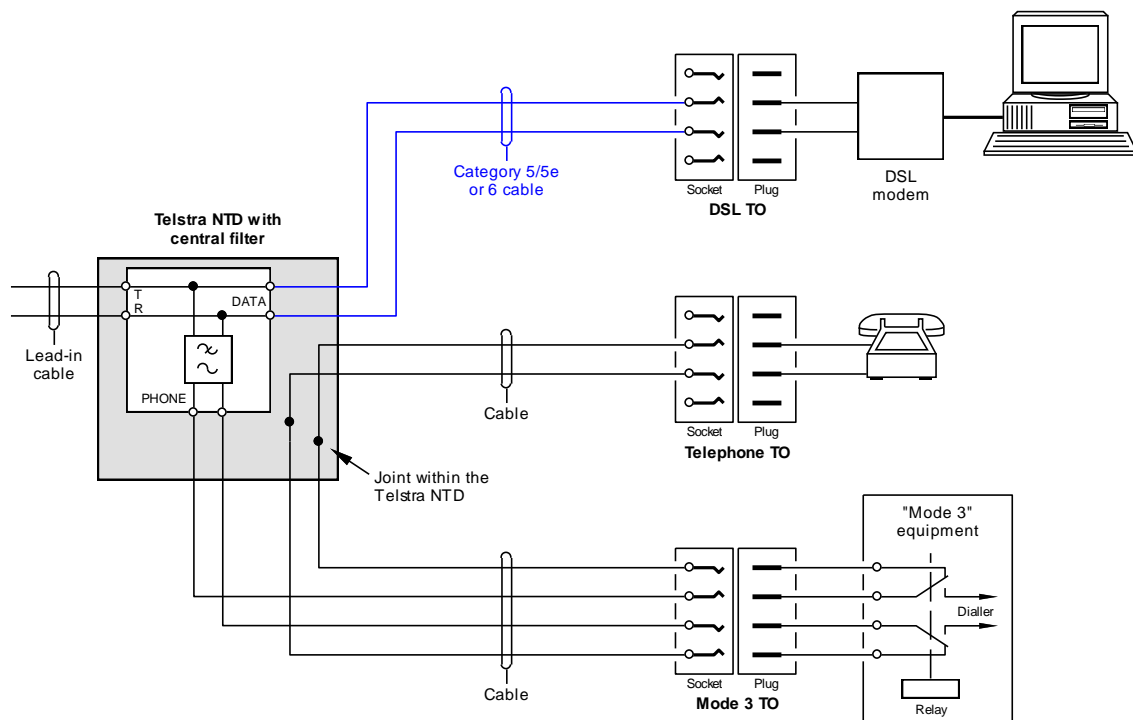 Category 5/5e
or 6 cable
Socket
Plug
DSL TO
DSL
modem
Telstra NTD with
central filter
T
R
DATA
PHONE
Lead-in
cable
Cable
Socket
Plug
Telephone TO
Joint within the
Telstra NTD
"Mode 3"
equipment
Dialler
Relay
Cable
Socket
Plug
Mode 3 TO